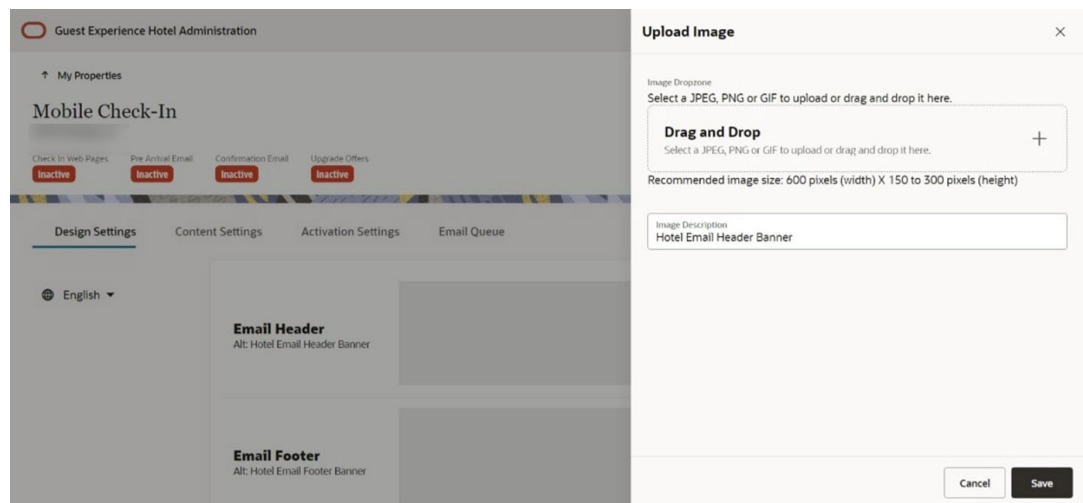 Guest Experience Hotel Administration
My Properties
Mobile Check-In
Check In Web Pages Pre Arrival Email Confirmation Email Upgrade Offers
Inactive Inactive Inactive Inactive
Design Settings Content Settings Activation Settings Email Queue
English
Email Header
Alt: Hotel Email Header Banner
Email Footer
Alt: Hotel Email Footer Banner
Upload Image
Image Dropzone
Select a JPEG, PNG or GIF to upload or drag and drop it here.
Drag and Drop
Select a JPEG, PNG or GIF to upload or drag and drop it here.
Recommended image size: 600 pixels (width) X 150 to 300 pixels (height)
Image Description
Hotel Email Header Banner
Cancel Save